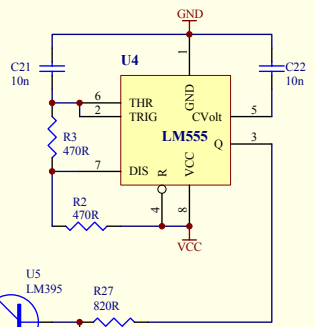 GND
C21
10n
U4
1
C22
10n
6
THR
GND
2
TRIG
CVolt
5
R3
470R
LM555
Q
3
7
DIS
R
VCC
R2
470R
4
8
VCC
U5
LM395
R27
820R